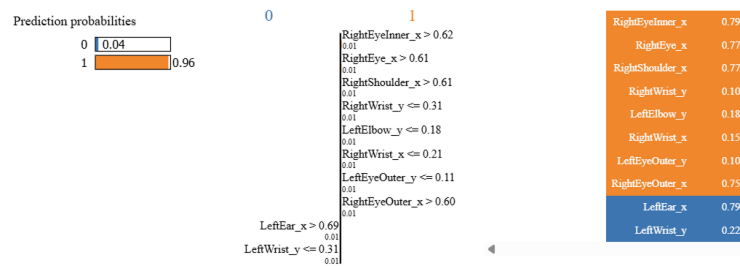 Prediction probabilities
0 0.04
1 0.96
0 1
RightEyeInner_x > 0.62
0.01
RightEye_x > 0.61
0.01
RightShoulder_x > 0.61
0.01
RightWrist_y <= 0.31
0.01
LeftElbow_y <= 0.18
0.01
RightWrist_x <= 0.21
0.01
LeftEyeOuter_y <= 0.11
0.01
RightEyeOuter_x > 0.60
0.01
LeftEar_x > 0.69
0.01
LeftWrist_y <= 0.31
0.01
RightEyeInner_x 0.79
RightEye_x 0.77
RightShoulder_x 0.77
RightWrist_y 0.10
LeftElbow_y 0.18
RightWrist_x 0.15
LeftEyeOuter_y 0.10
RightEyeOuter_x 0.75
LeftEar_x 0.79
LeftWrist_y 0.22